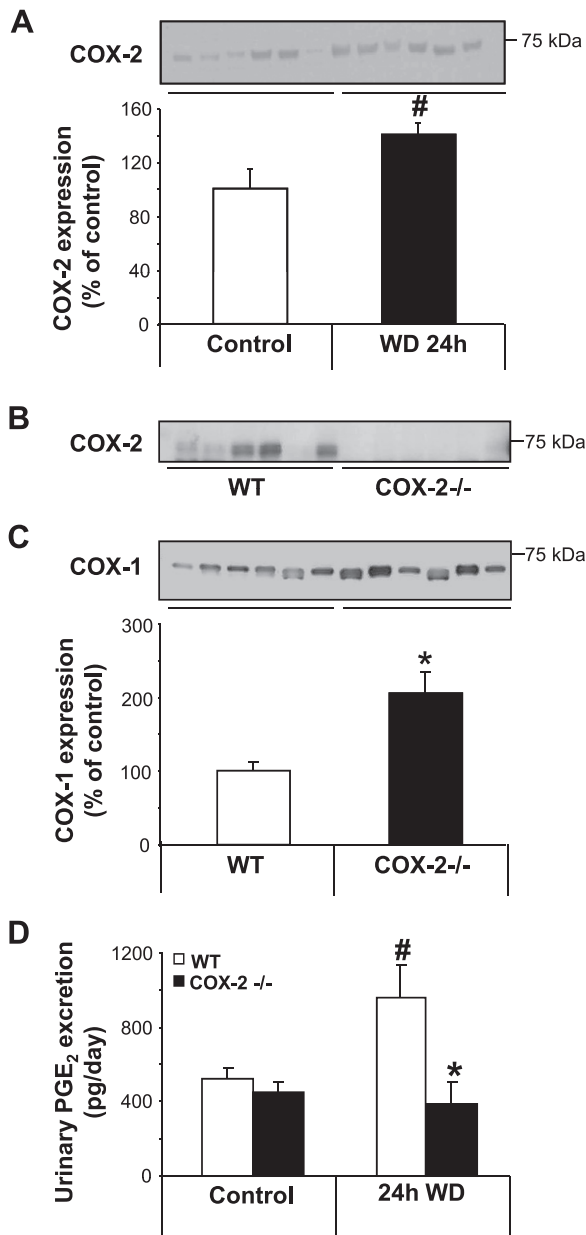 A
COX-2
75 kDa
COX-2 expression
(% of control)
160
120
80
40
0
#
Control
WD 24h
B
COX-2
75 kDa
WT
COX-2-/-
C
COX-1
75 kDa
COX-1 expression
(% of control)
300
200
100
0
*
WT
COX-2-/-
D
Urinary PGE₂ excretion
(pg/day)
1200
800
400
0
WT
COX-2 -/-
#
*
Control
24h WD